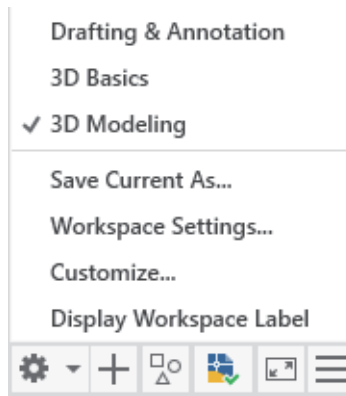 Drafting & Annotation
3D Basics
3D Modeling
Save Current As...
Workspace Settings...
Customize...
Display Workspace Label